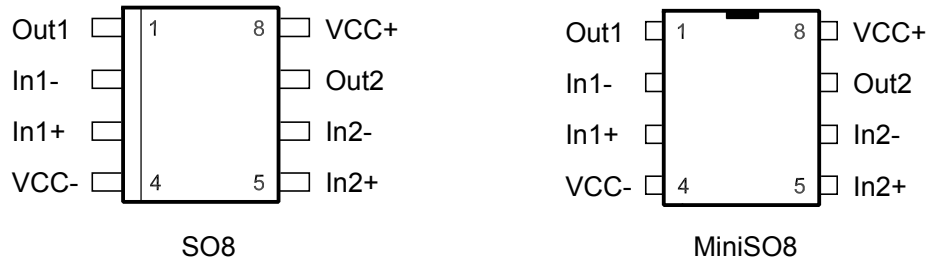 Out1 1 8 VCC+ Out1 1 8 VCC+
In1- Out2 In1- Out2
In1+ In2- In1+ In2-
VCC- 4 5 In2+ VCC- 4 5 In2+
SO8 MiniSO8